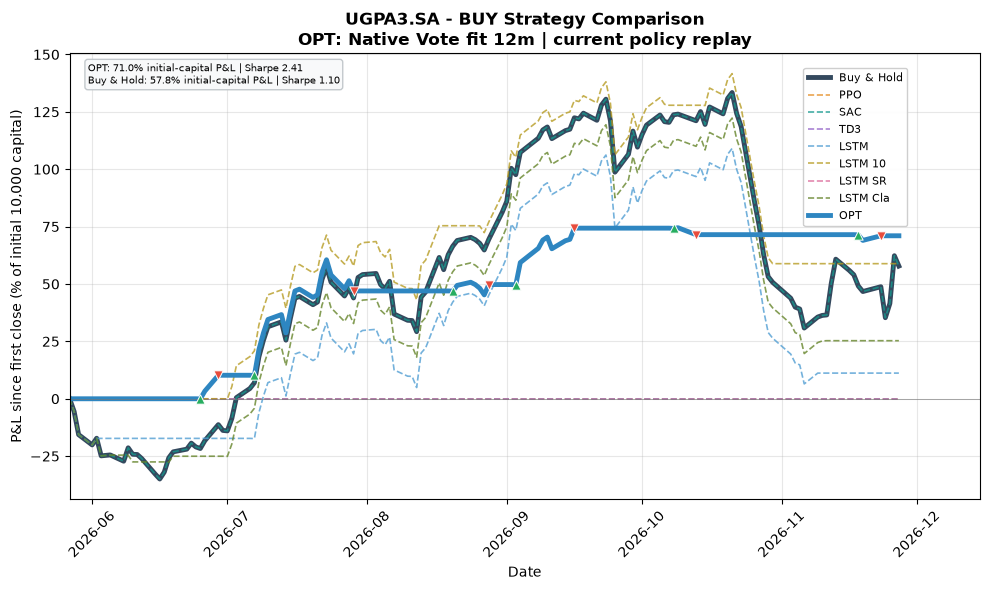 UGPA3.SA - BUY Strategy Comparison
OPT: Native Vote fit 12m | current policy replay
OPT: 71.0% initial-capital P&L | Sharpe 2.41
Buy & Hold: 57.8% initial-capital P&L | Sharpe 1.10
Buy & Hold
PPO
SAC
TD3
LSTM
LSTM 10
LSTM SR
LSTM Cla
OPT
P&L since first close (% of initial 10,000 capital)
150
125
100
75
50
25
0
−25
2026-06
2026-07
2026-08
2026-09
2026-10
2026-11
2026-12
Date